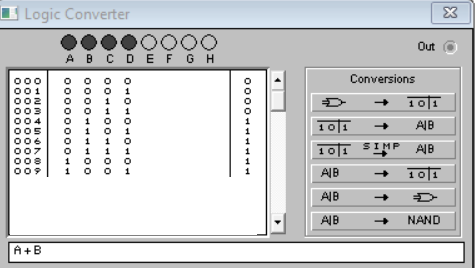 Logic Converter
A B C D E F G H
Out
000 0 0 0 0 0
001 0 0 0 1 0
002 0 0 1 0 0
003 0 0 1 1 0
004 0 1 0 0 1
005 0 1 0 1 1
006 0 1 1 0 1
007 0 1 1 1 1
008 1 0 0 0 1
009 1 0 0 1 1
Conversions
→ 1 0 1
1 0 1 → A|B
1 0 1 SIMP → A|B
A|B → 1 0 1
A|B →
A|B → NAND
A+B